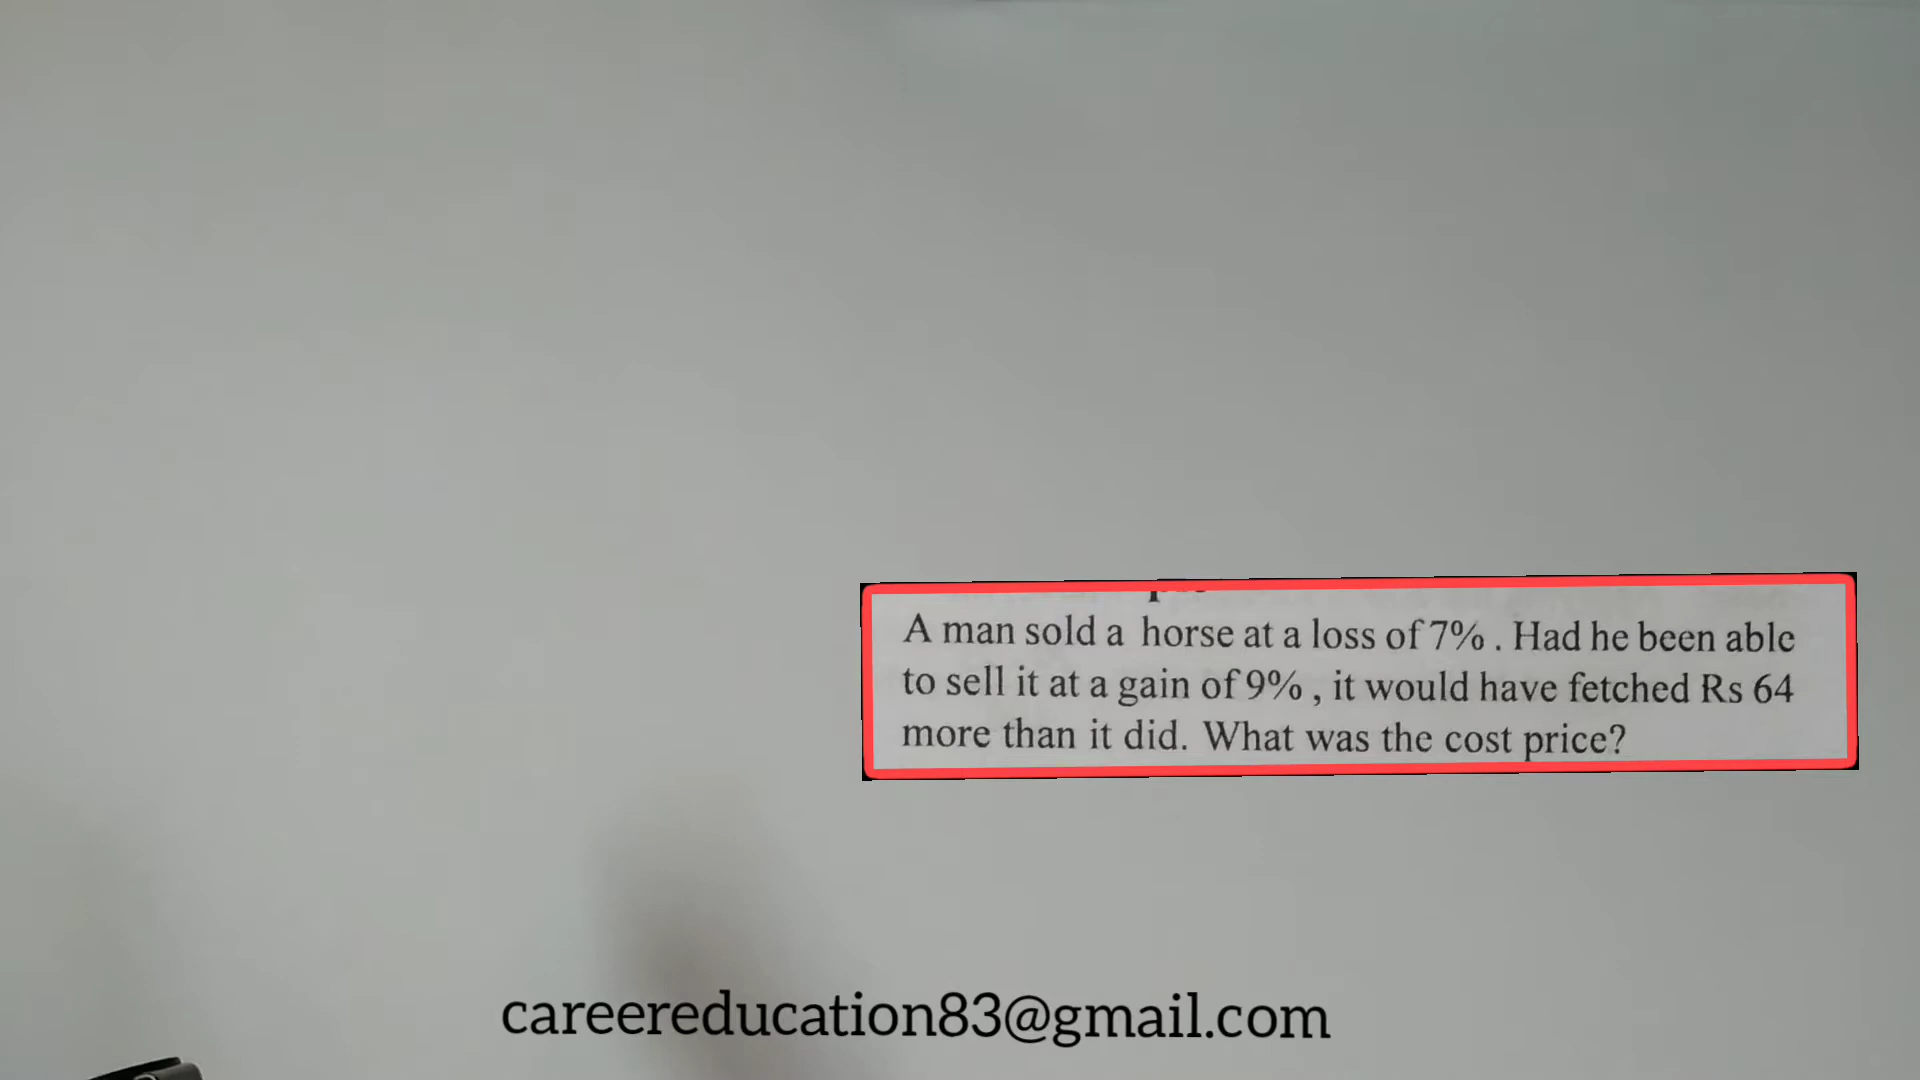 A man sold a horse at a loss of 7% . Had he been able
to sell it at a gain of 9% , it would have fetched Rs 64
more than it did. What was the cost price?
careereducation83@gmail.com